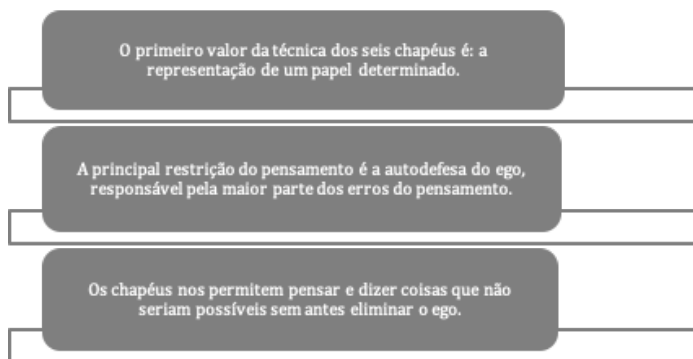 O primeiro valor da técnica dos seis chapéus é: a
representação de um papel determinado.
A principal restrição do pensamento é a autodefesa do ego,
responsável pela maior parte dos erros do pensamento.
Os chapéus nos permitem pensar e dizer coisas que não
seriam possíveis sem antes eliminar o ego.